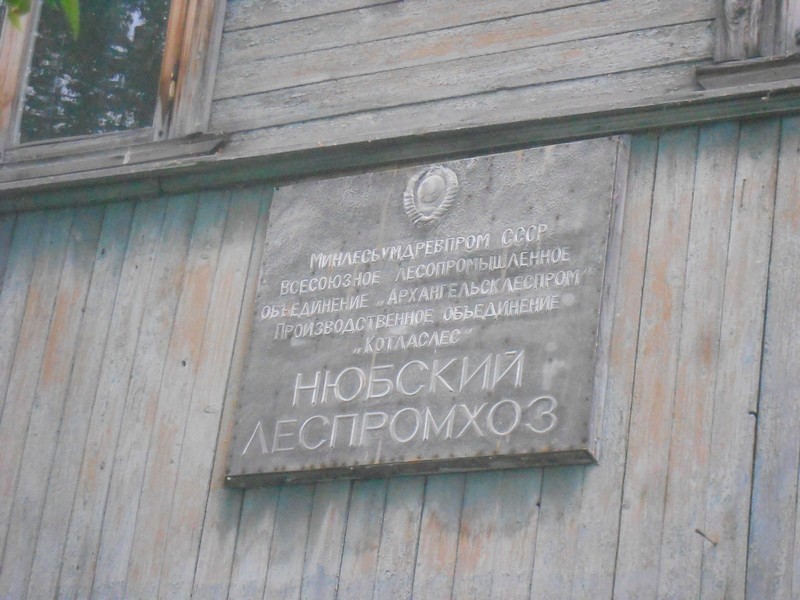 МИНЛЕСБУМДРЕВПРОМ СССР
ВСЕСОЮЗНОЕ ЛЕСОПРОМЫШЛЕННОЕ
ОБЪЕДИНЕНИЕ „АРХАНГЕЛЬСКЛЕСПРОМ"
ПРОИЗВОДСТВЕННОЕ ОБЪЕДИНЕНИЕ
"КОТЛАСЛЕС"
НЮБСКИЙ
ЛЕСПРОМХОЗ